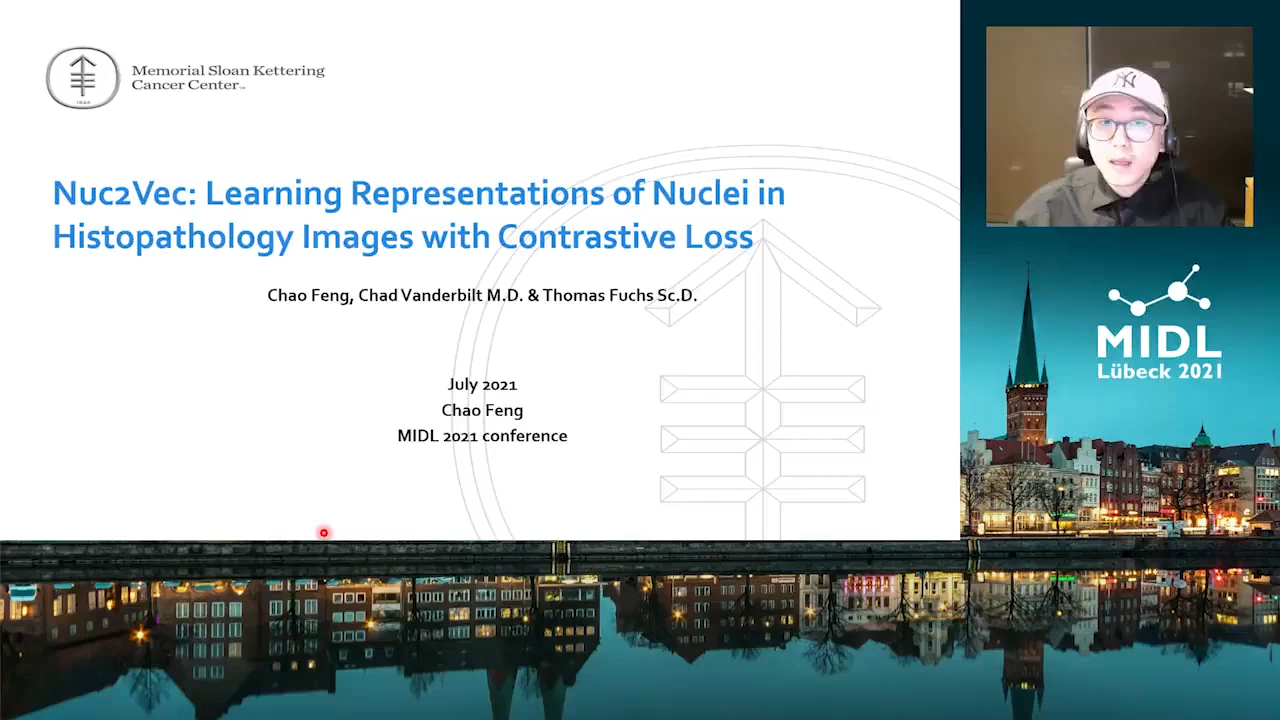 Memorial Sloan Kettering
Cancer Center
Nuc2Vec: Learning Representations of Nuclei in
Histopathology Images with Contrastive Loss
Chao Feng, Chad Vanderbilt M.D. & Thomas Fuchs Sc.D.
July 2021
Chao Feng
MIDL 2021 conference
NY
MIDL
Lübeck 2021